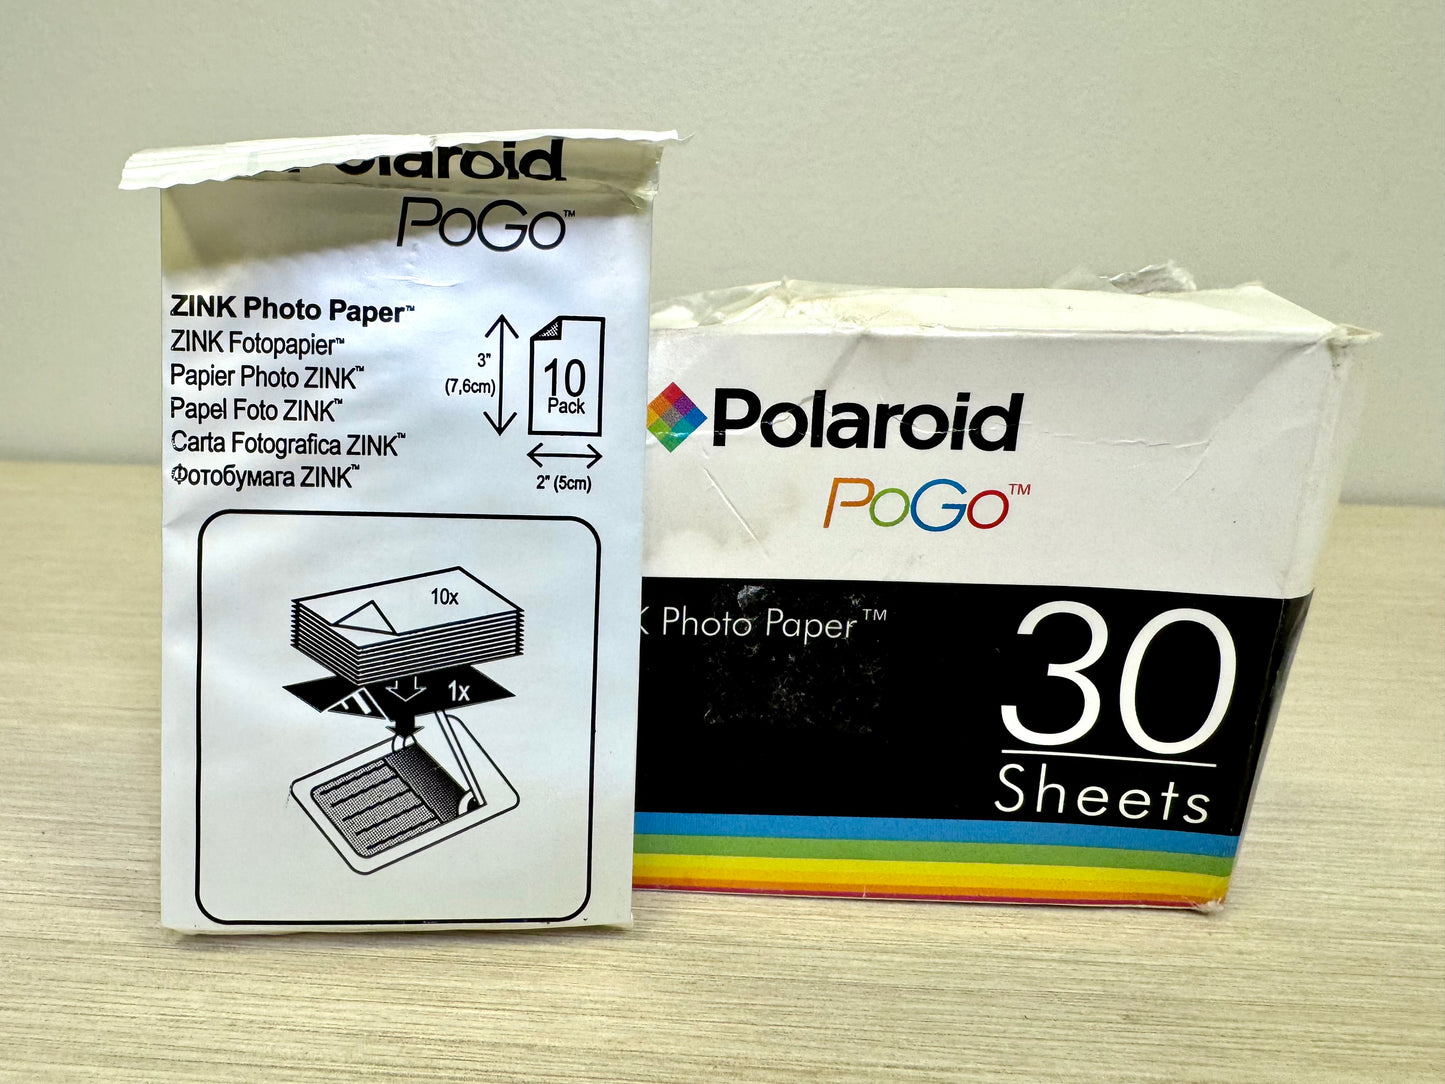 Polaroid
PoGo™
ZINK Photo Paper™
ZINK Fotopapier™
Papier Photo ZINK™
Papel Foto ZINK™
Carta Fotografica ZINK™
Фотобумага ZINK™
3"
(7,6cm)
10
Pack
2" (5cm)
10x
1x
Polaroid
PoGo™
K Photo Paper™
30
Sheets